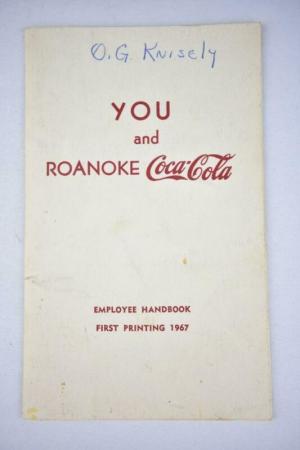 O.G. Knisely
YOU
and
ROANOKE Coca-Cola
EMPLOYEE HANDBOOK
FIRST PRINTING 1967